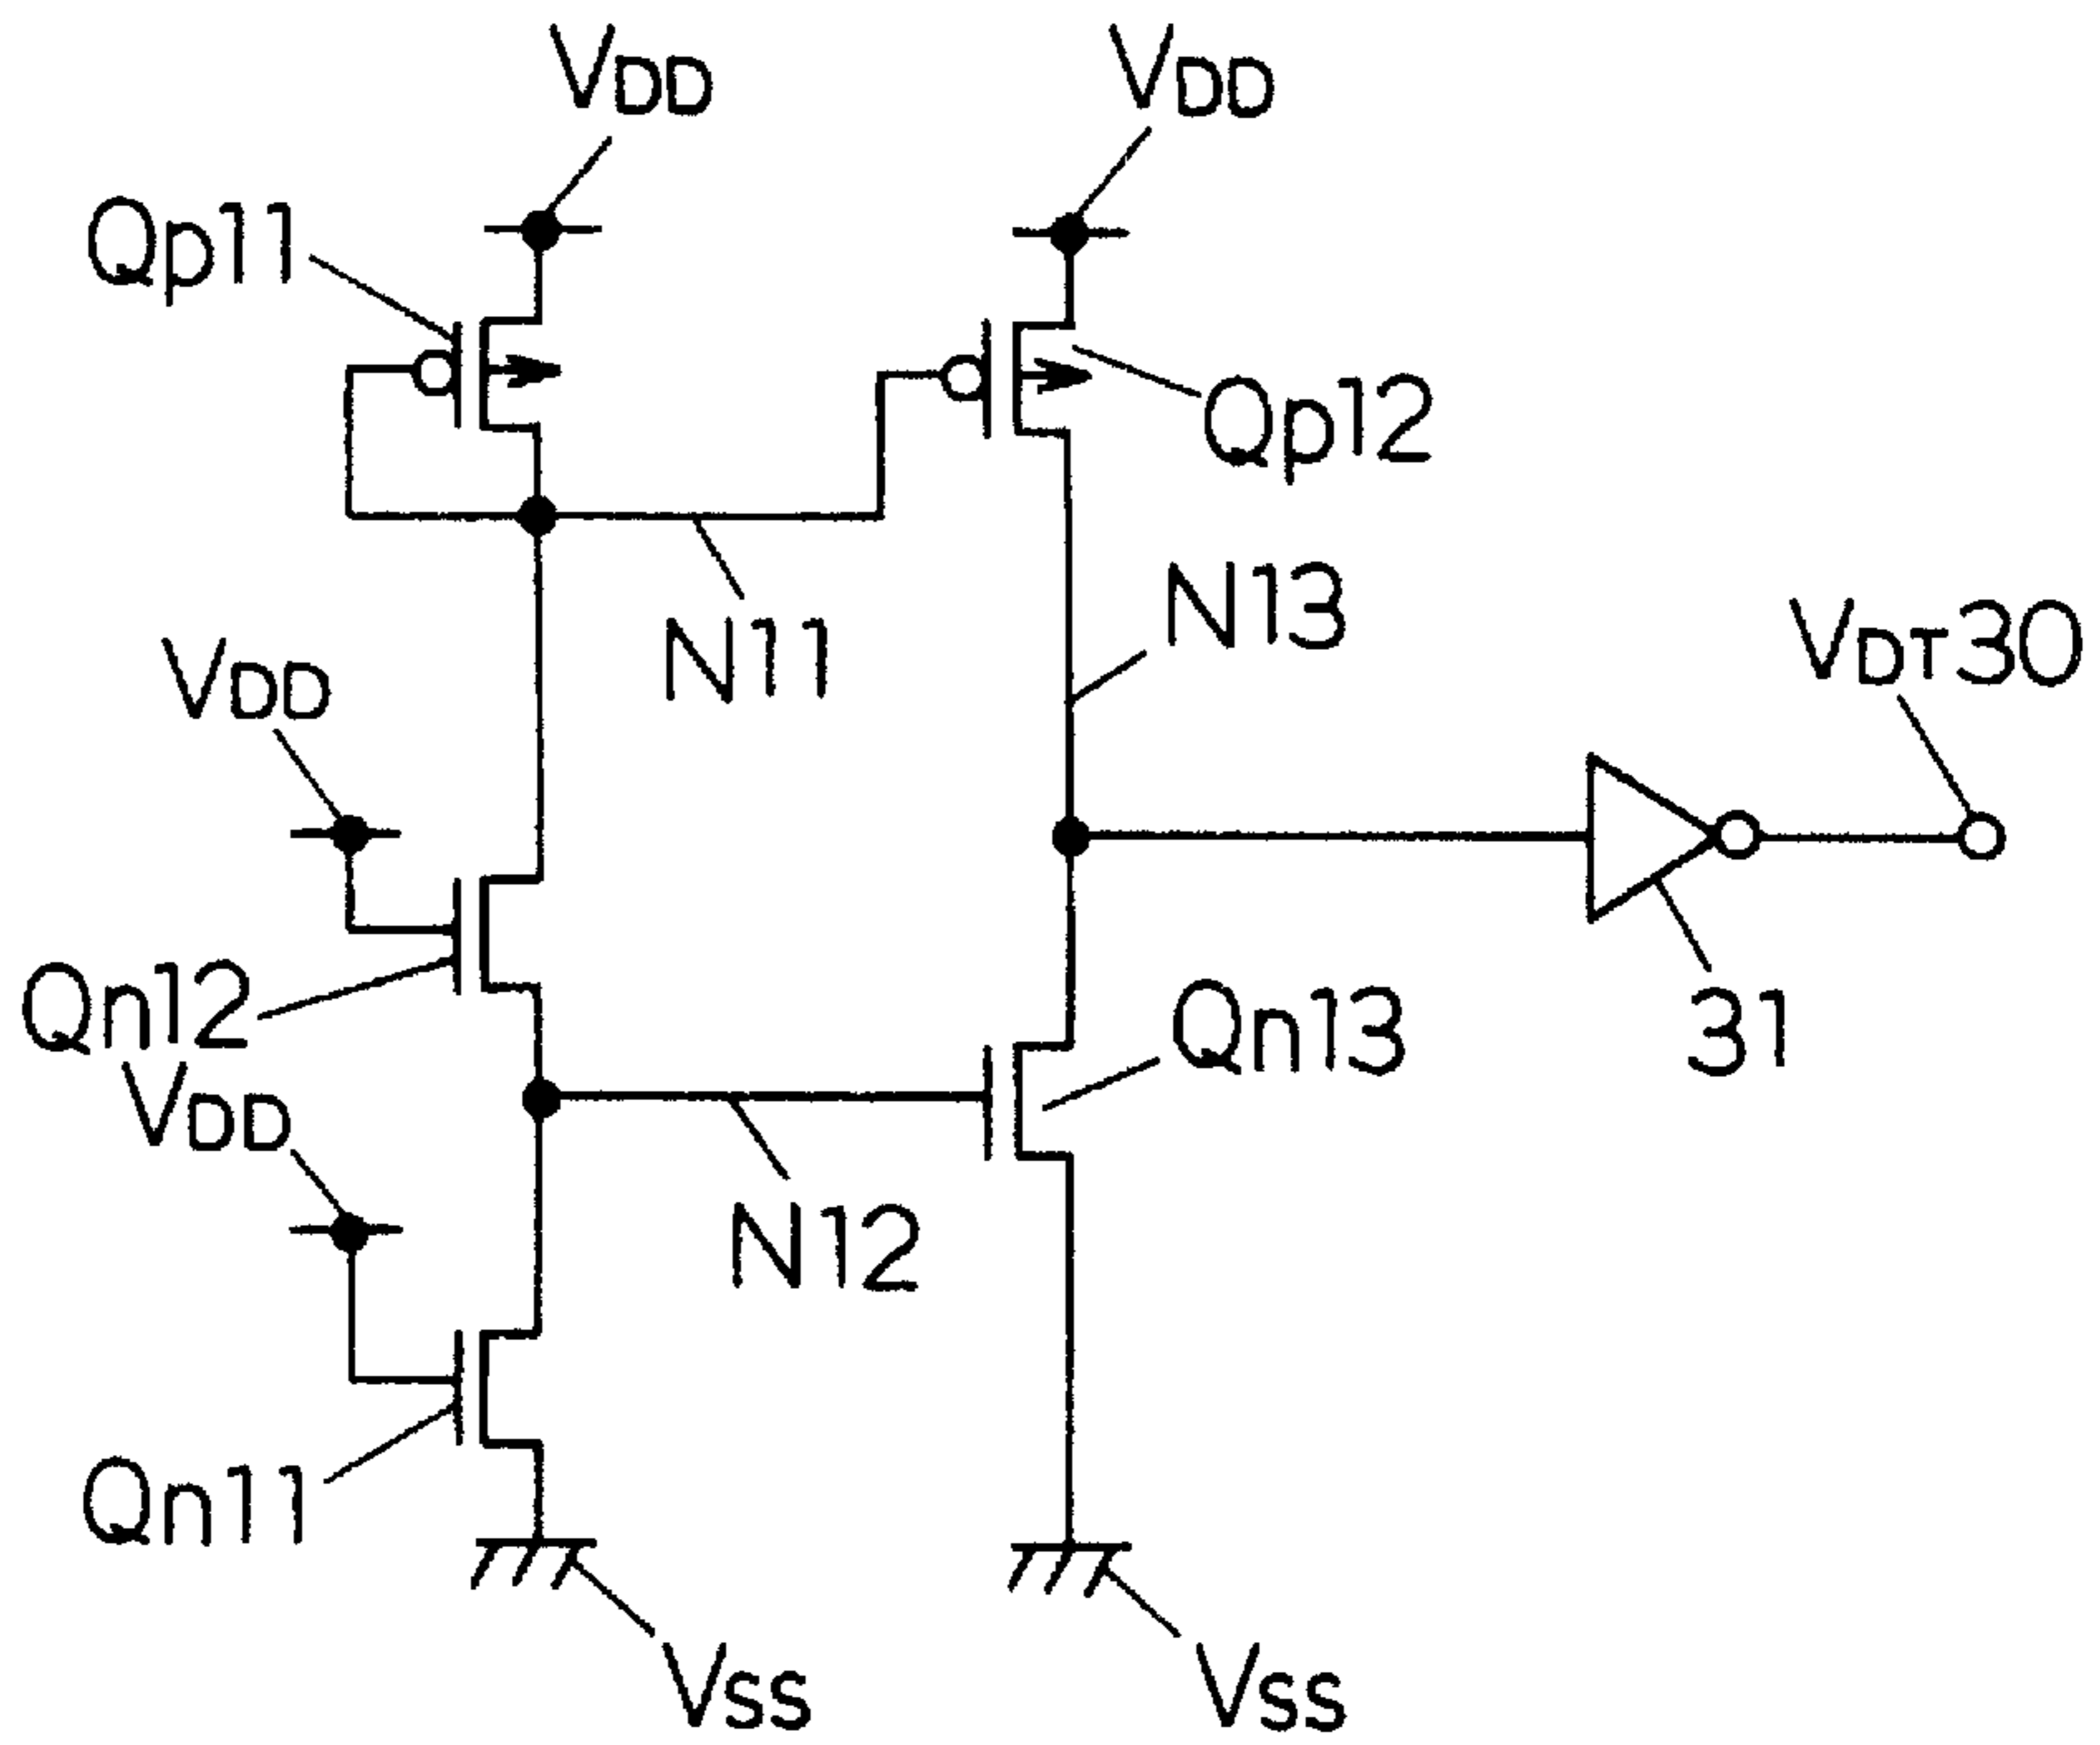 VDD
VDD
Qp11
Qp12
N13
VDT30
N11
VDD
Qn12
Qn13
31
VDD
N12
Qn11
VSS
VSS